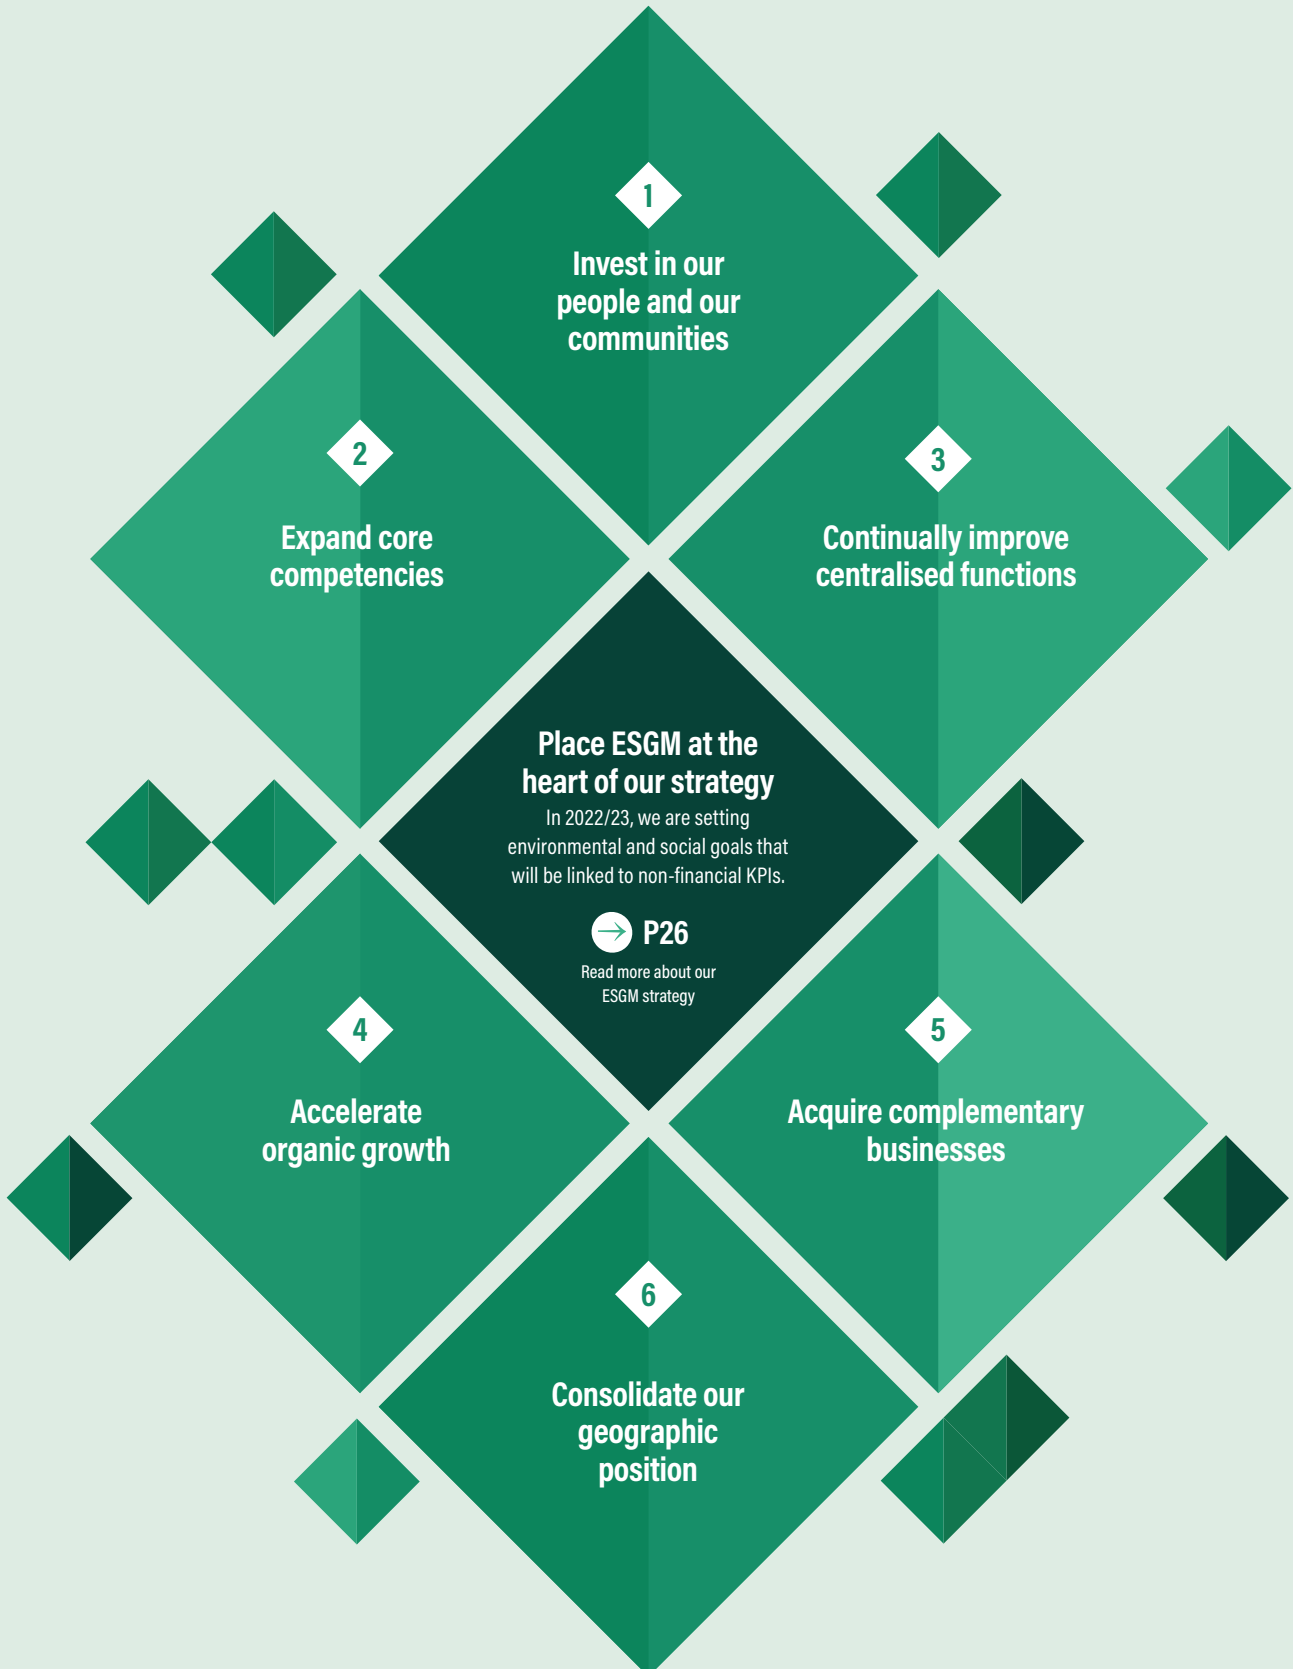 1
Invest in our
people and our
communities
2
Expand core
competencies
3
Continually improve
centralised functions
Place ESGM at the
heart of our strategy
In 2022/23, we are setting
environmental and social goals that
will be linked to non-financial KPIs.
P26
Read more about our
ESGM strategy
4
Accelerate
organic growth
5
Acquire complementary
businesses
6
Consolidate our
geographic
position